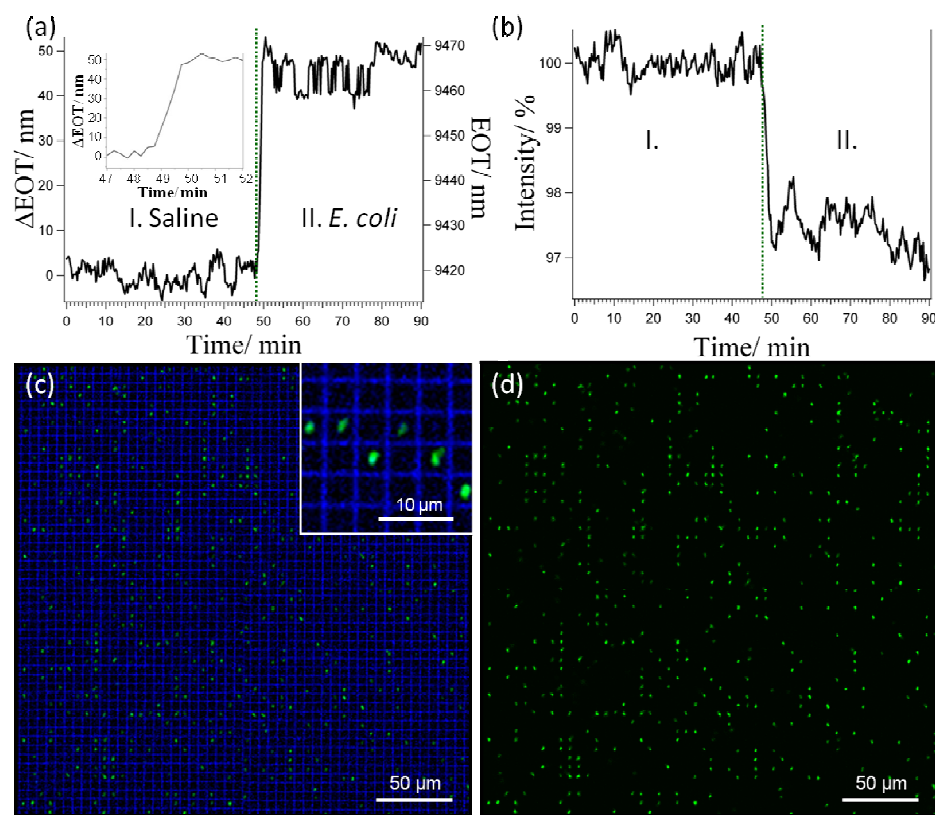 (a)
50
40
30
20
10
0
ΔEOT/ nm
9470
9460
9450
9440
9430
9420
EOT/ nm
50
40
30
20
10
0
ΔEOT/ nm
47 48 49 50 51 52
Time/ min
I. Saline
II. E. coli
0 10 20 30 40 50 60 70 80 90
Time/ min
(b)
100
99
98
97
Intensity/ %
I.
II.
0 10 20 30 40 50 60 70 80 90
Time/ min
(c)
10 μm
50 μm
(d)
50 μm